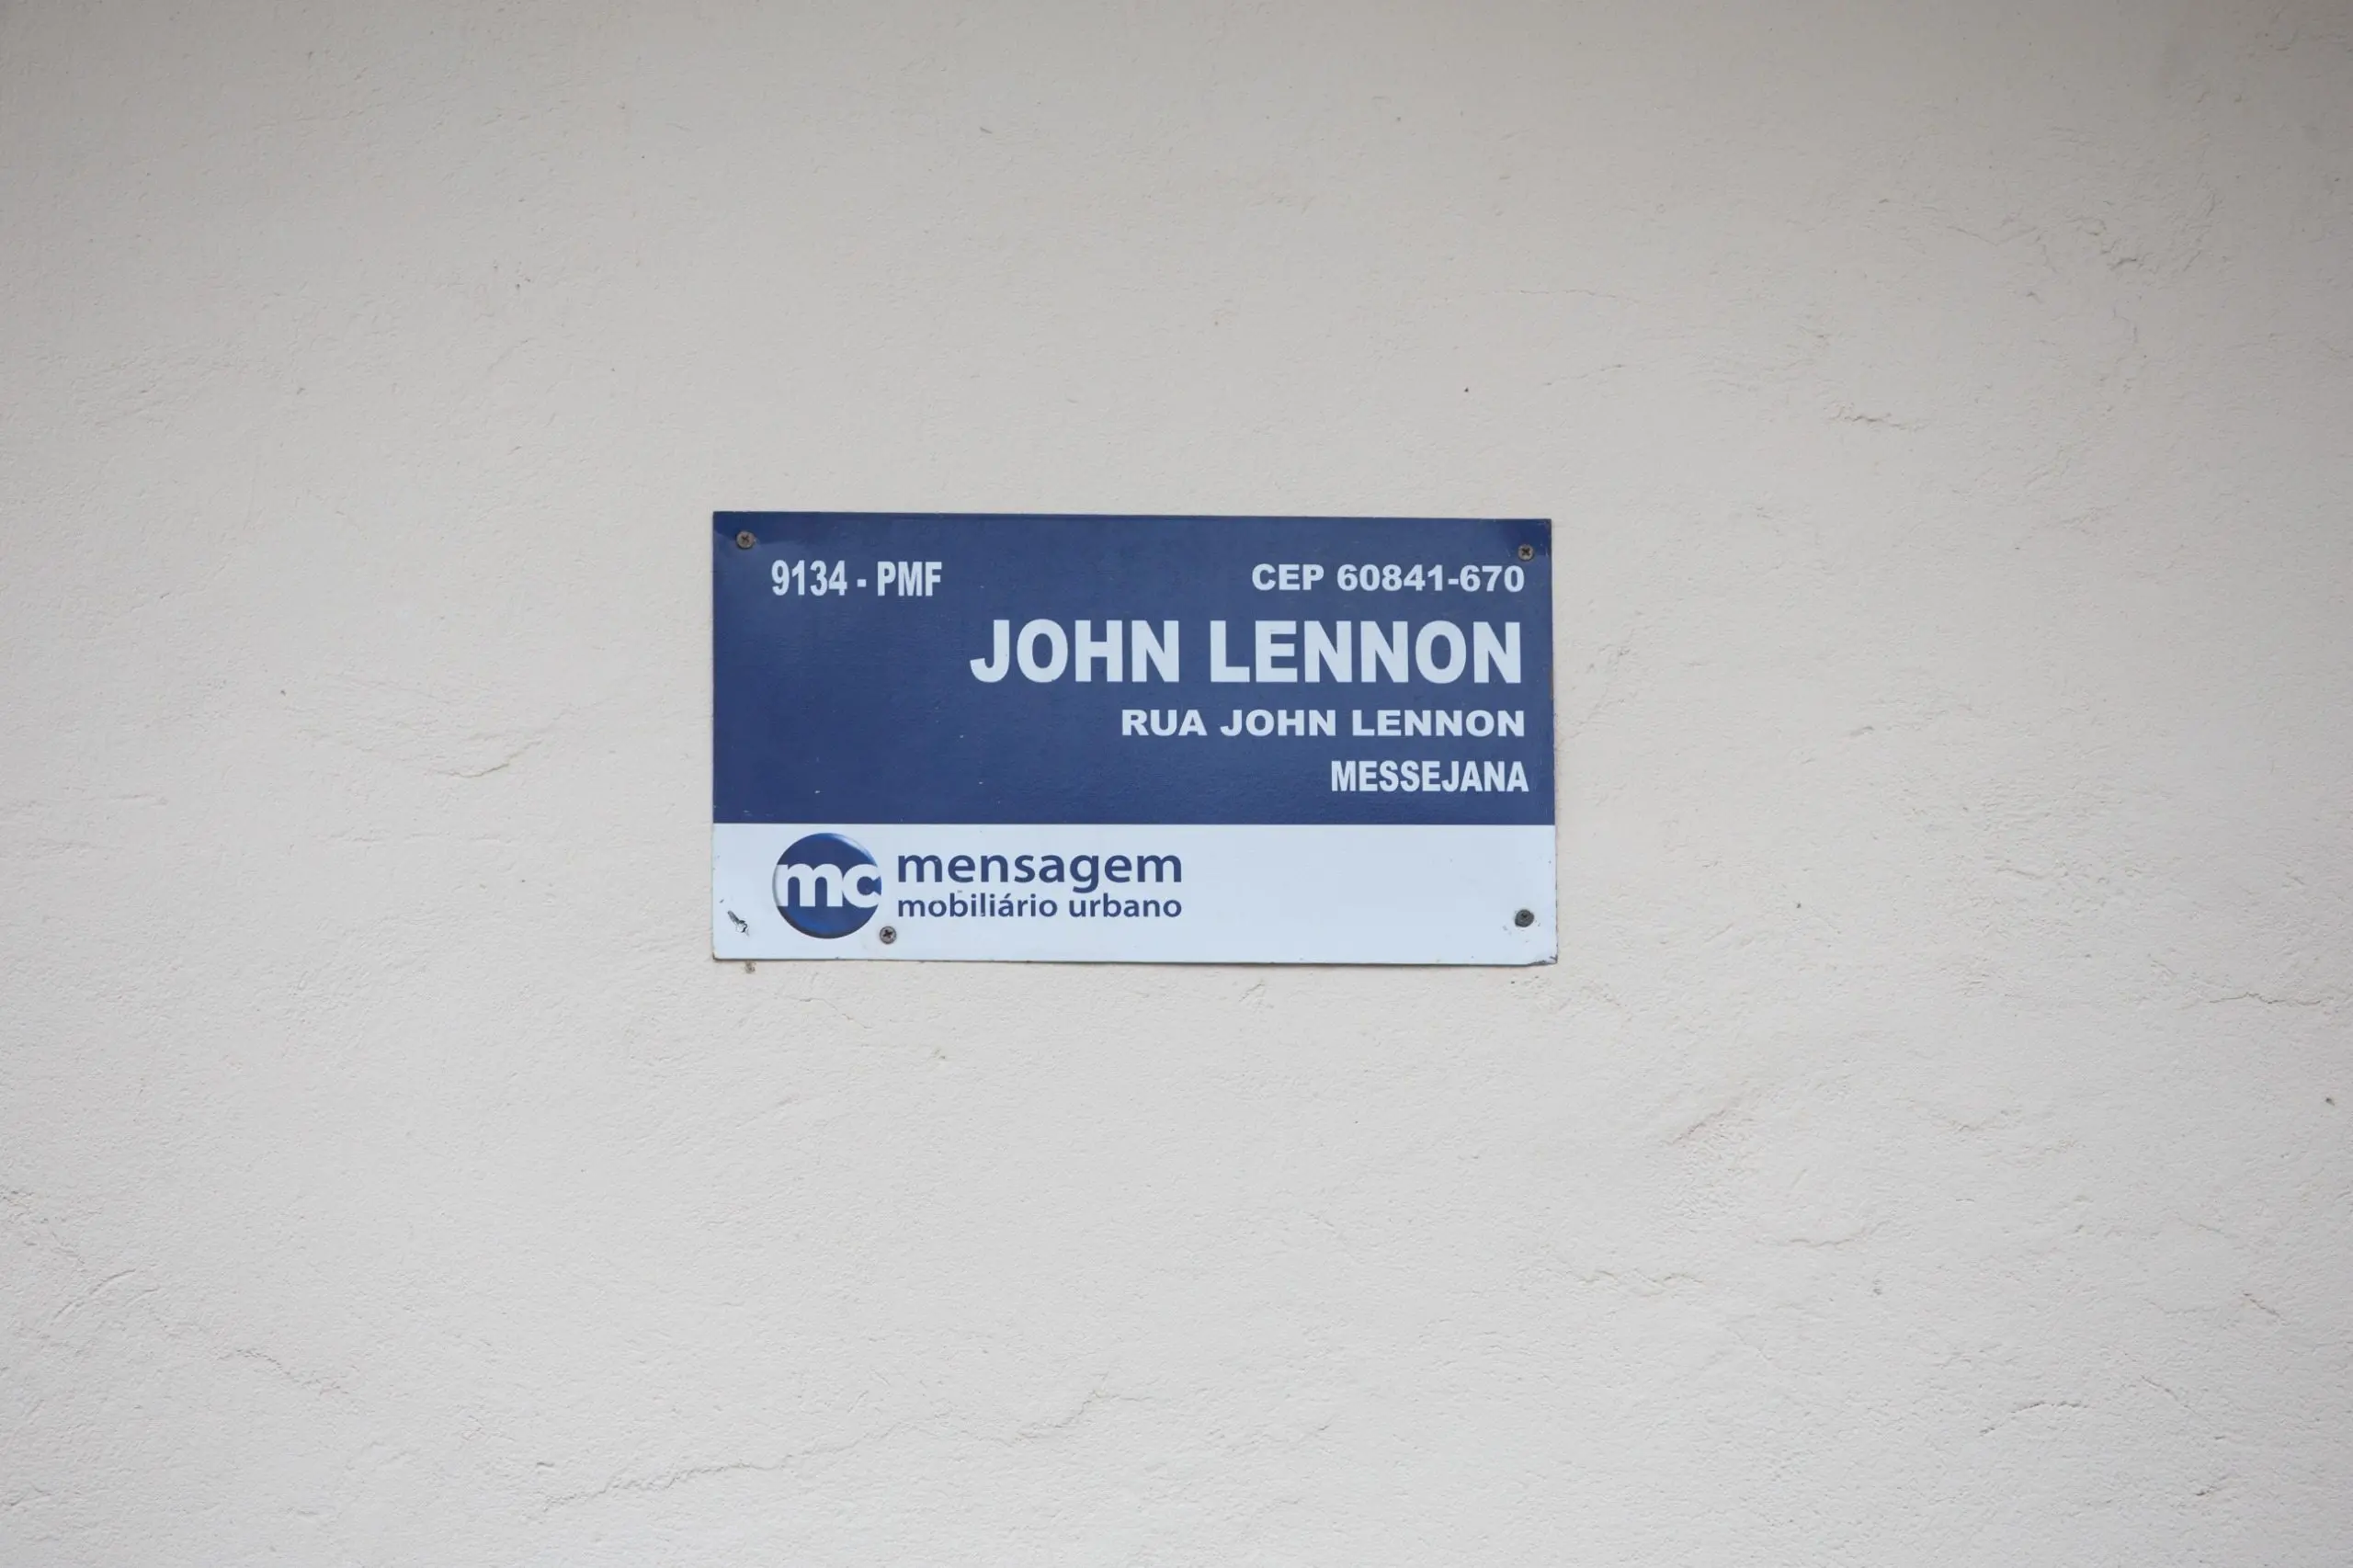 9134 - PMF
CEP 60841-670
JOHN LENNON
RUA JOHN LENNON
MESSEJANA
mc
mensagem
mobiliário urbano